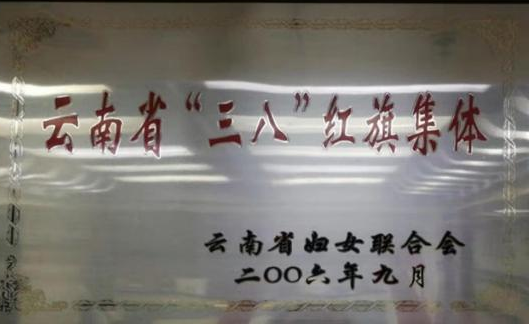 云南省“三八”红旗集体
云南省妇女联合会
二〇〇六年九月